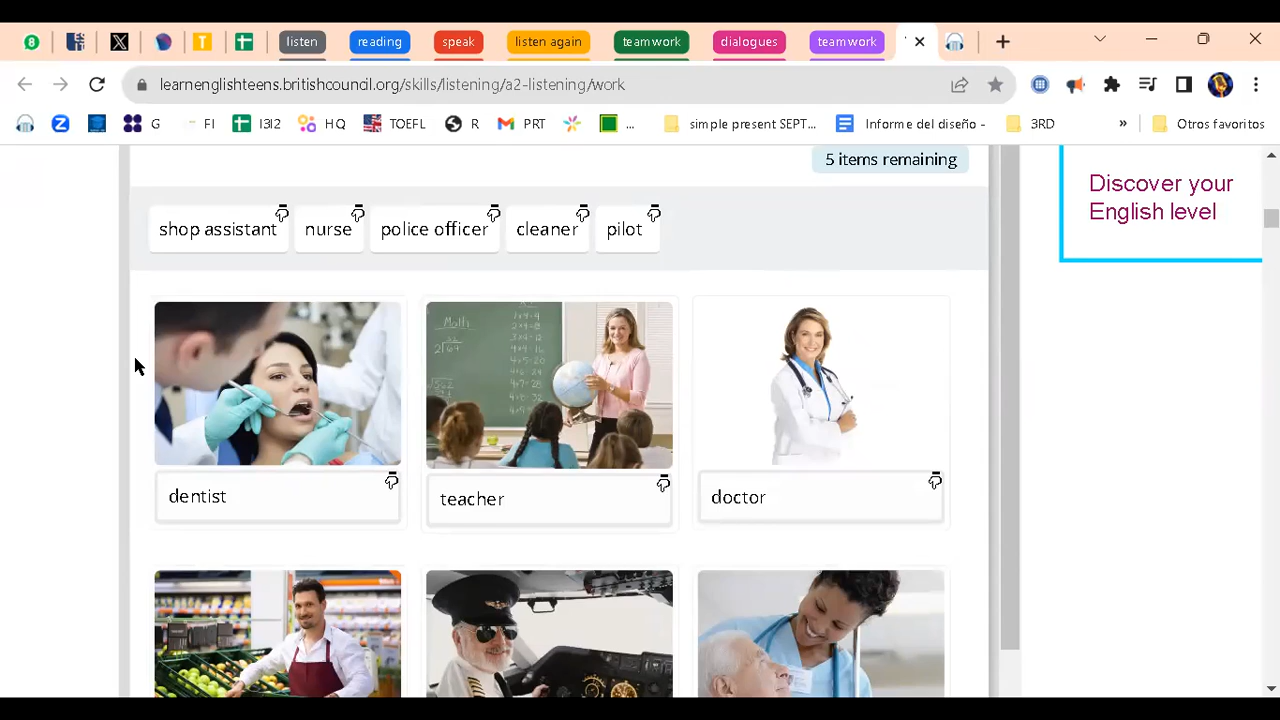 listen reading speak listen again teamwork dialogues teamwork
learnenglishteens.britishcouncil.org/skills/listening/a2-listening/work
G FI I3I2 HQ TOEFL R PRT ... simple present SEPT... Informe del diseño - 3RD » Otros favoritos
5 items remaining
Discover your
English level
shop assistant nurse police officer cleaner pilot
Math
dentist teacher doctor